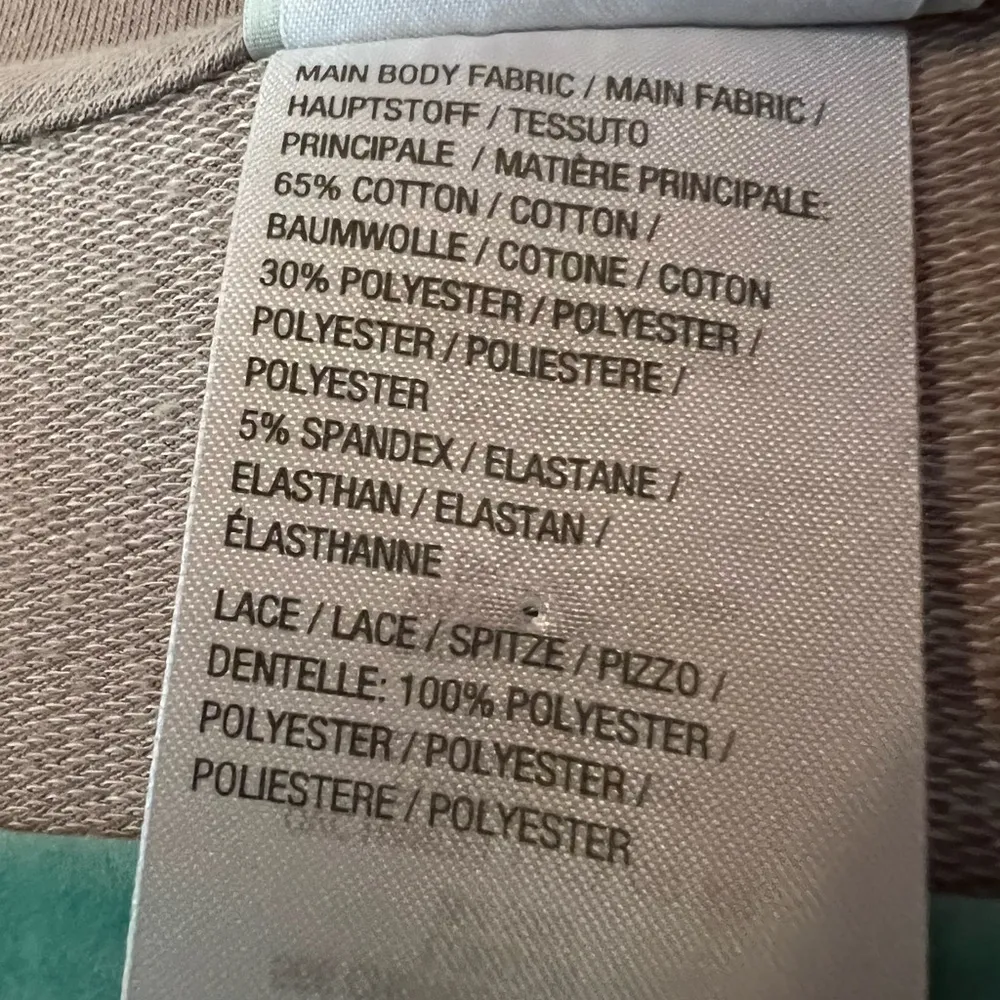 MAIN BODY FABRIC / MAIN FABRIC /
HAUPTSTOFF / TESSUTO
PRINCIPALE / MATIÈRE PRINCIPALE:
65% COTTON / COTTON /
BAUMWOLLE / COTONE / COTON
30% POLYESTER / POLYESTER /
POLYESTER / POLIESTERE /
POLYESTER
5% SPANDEX / ELASTANE /
ELASTHAN / ELASTAN /
ÉLASTHANNE
LACE / LACE / SPITZE / PIZZO /
DENTELLE: 100% POLYESTER /
POLYESTER / POLYESTER /
POLIESTERE / POLYESTER